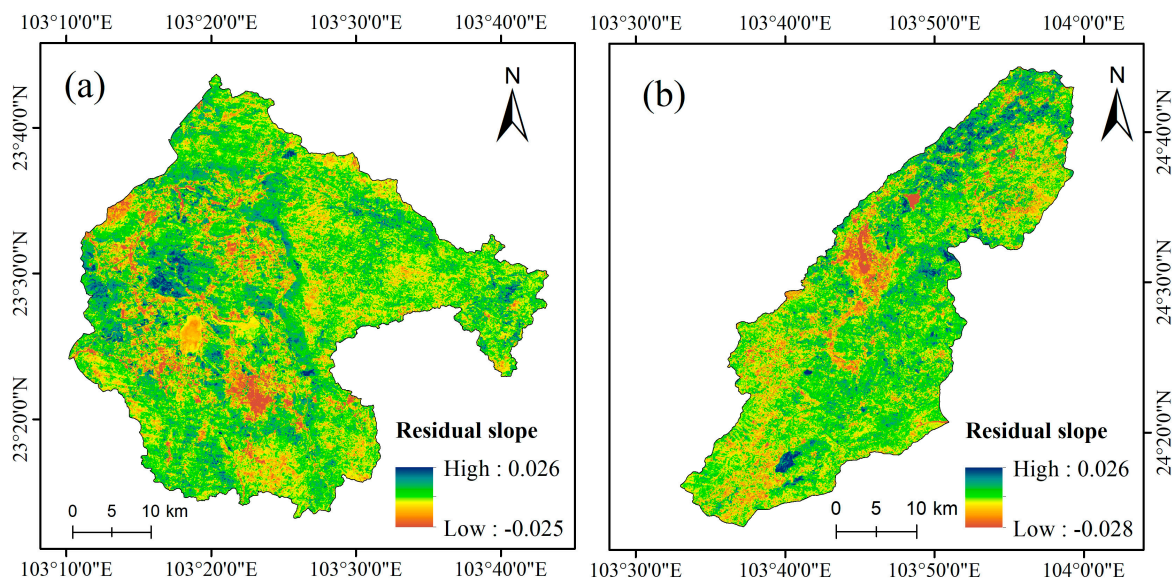 103°10'0"E 103°20'0"E 103°30'0"E 103°40'0"E
103°30'0"E 103°40'0"E 103°50'0"E 104°0'0"E
(a)
N
23°40'0"N
23°30'0"N
23°20'0"N
Residual slope
High : 0.026
Low : -0.025
0 5 10 km
103°10'0"E 103°20'0"E 103°30'0"E 103°40'0"E
(b)
N
24°40'0"N
24°30'0"N
24°20'0"N
Residual slope
High : 0.026
Low : -0.028
0 5 10 km
103°30'0"E 103°40'0"E 103°50'0"E 104°0'0"E